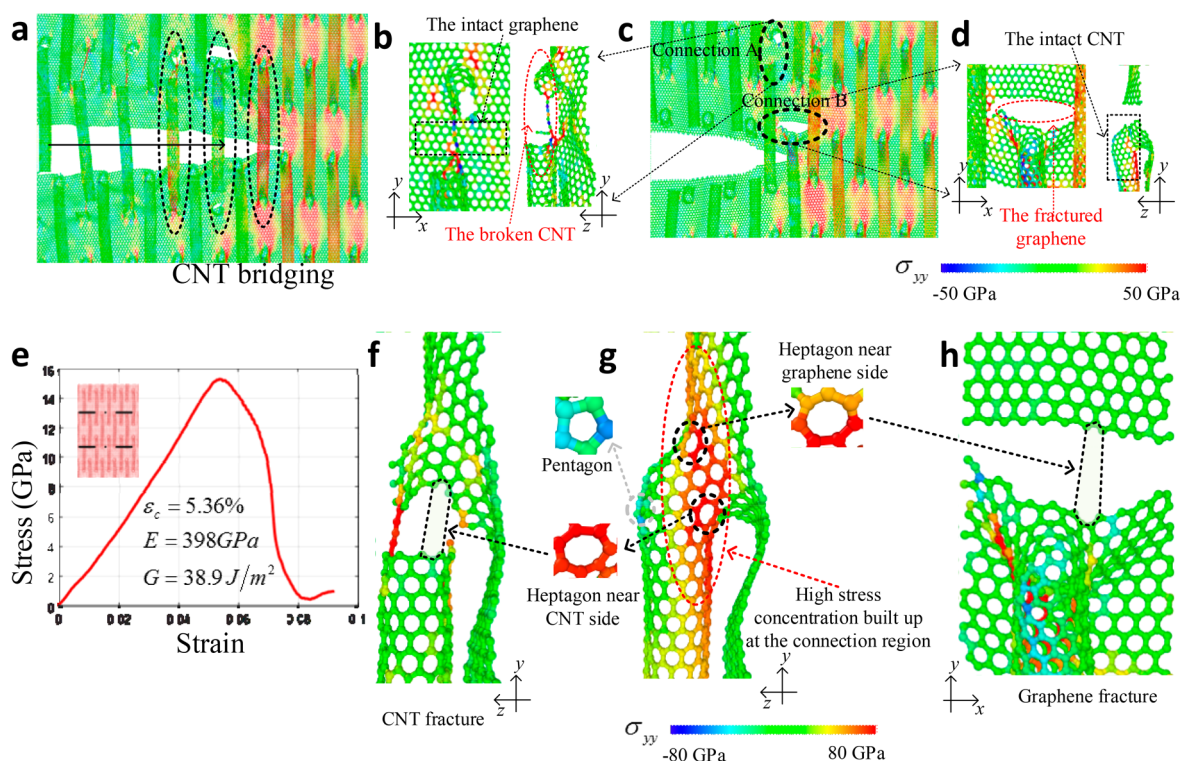 a
CNT bridging
b
The intact graphene
The broken CNT
y
x
y
z
c
Connection A
Connection B
d
The intact CNT
The fractured
graphene
y
x
y
z
σyy
-50 GPa
50 GPa
e
Stress (GPa)
16
14
12
10
8
6
4
2
0
εc = 5.36%
E = 398GPa
G = 38.9 J/m²
0
0.02
0.04
0.06
0.08
0.1
Strain
f
CNT fracture
y
z
g
Pentagon
Heptagon near
CNT side
Heptagon near
graphene side
High stress
concentration built up
at the connection region
y
z
h
Graphene fracture
y
x
σyy
-80 GPa
80 GPa